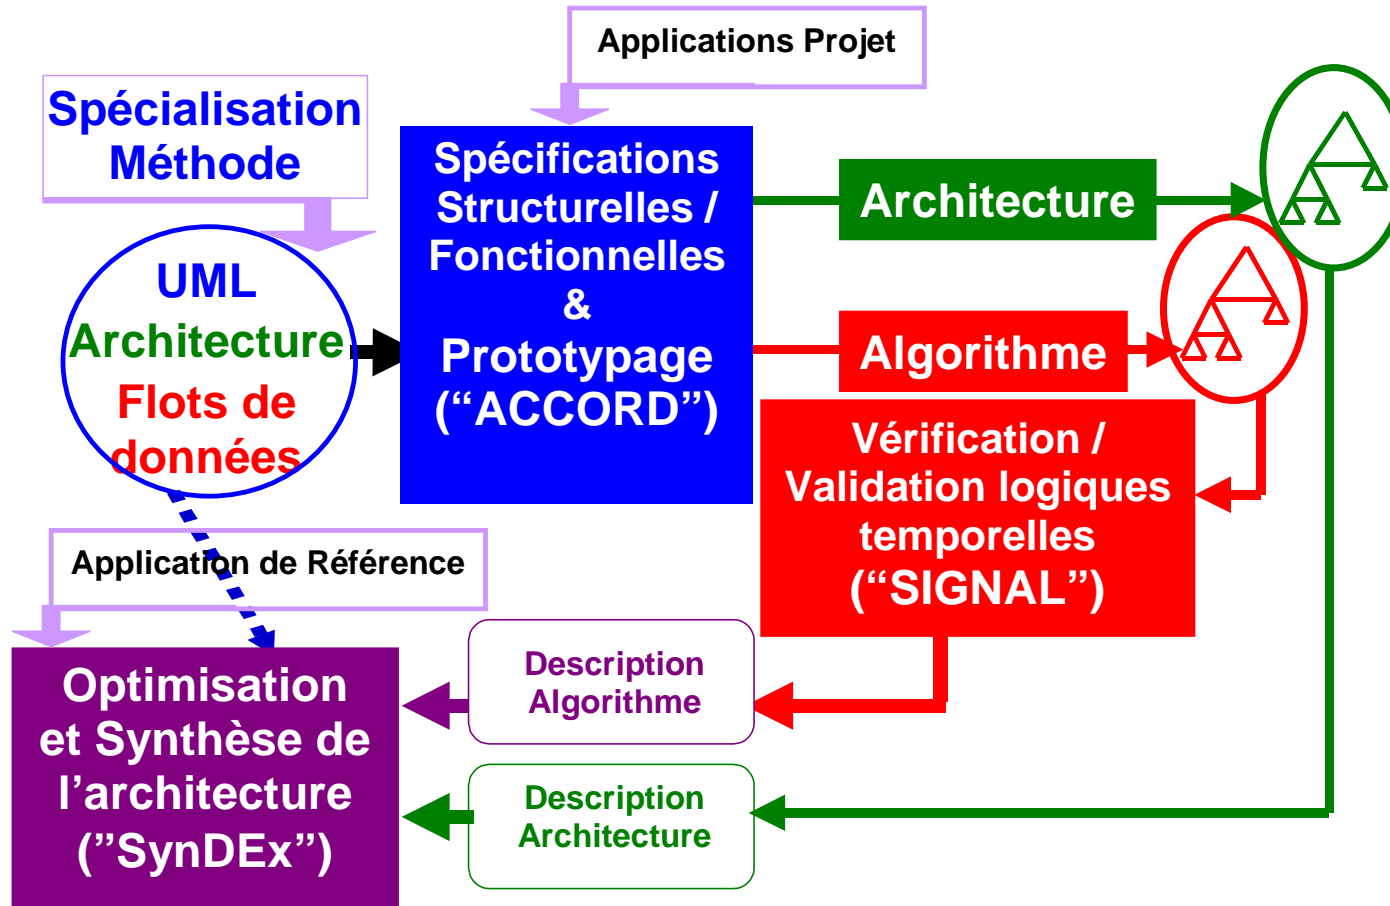 Applications Projet
Spécialisation
Méthode
Spécifications
Structurelles /
Fonctionnelles
&
Prototypage
(“ACCORD”)
Architecture
UML
Architecture
Flots de
données
Algorithme
Vérification /
Validation logiques
temporelles
(“SIGNAL”)
Application de Référence
Optimisation
et Synthèse de
l’architecture
(”SynDEx”)
Description
Algorithme
Description
Architecture